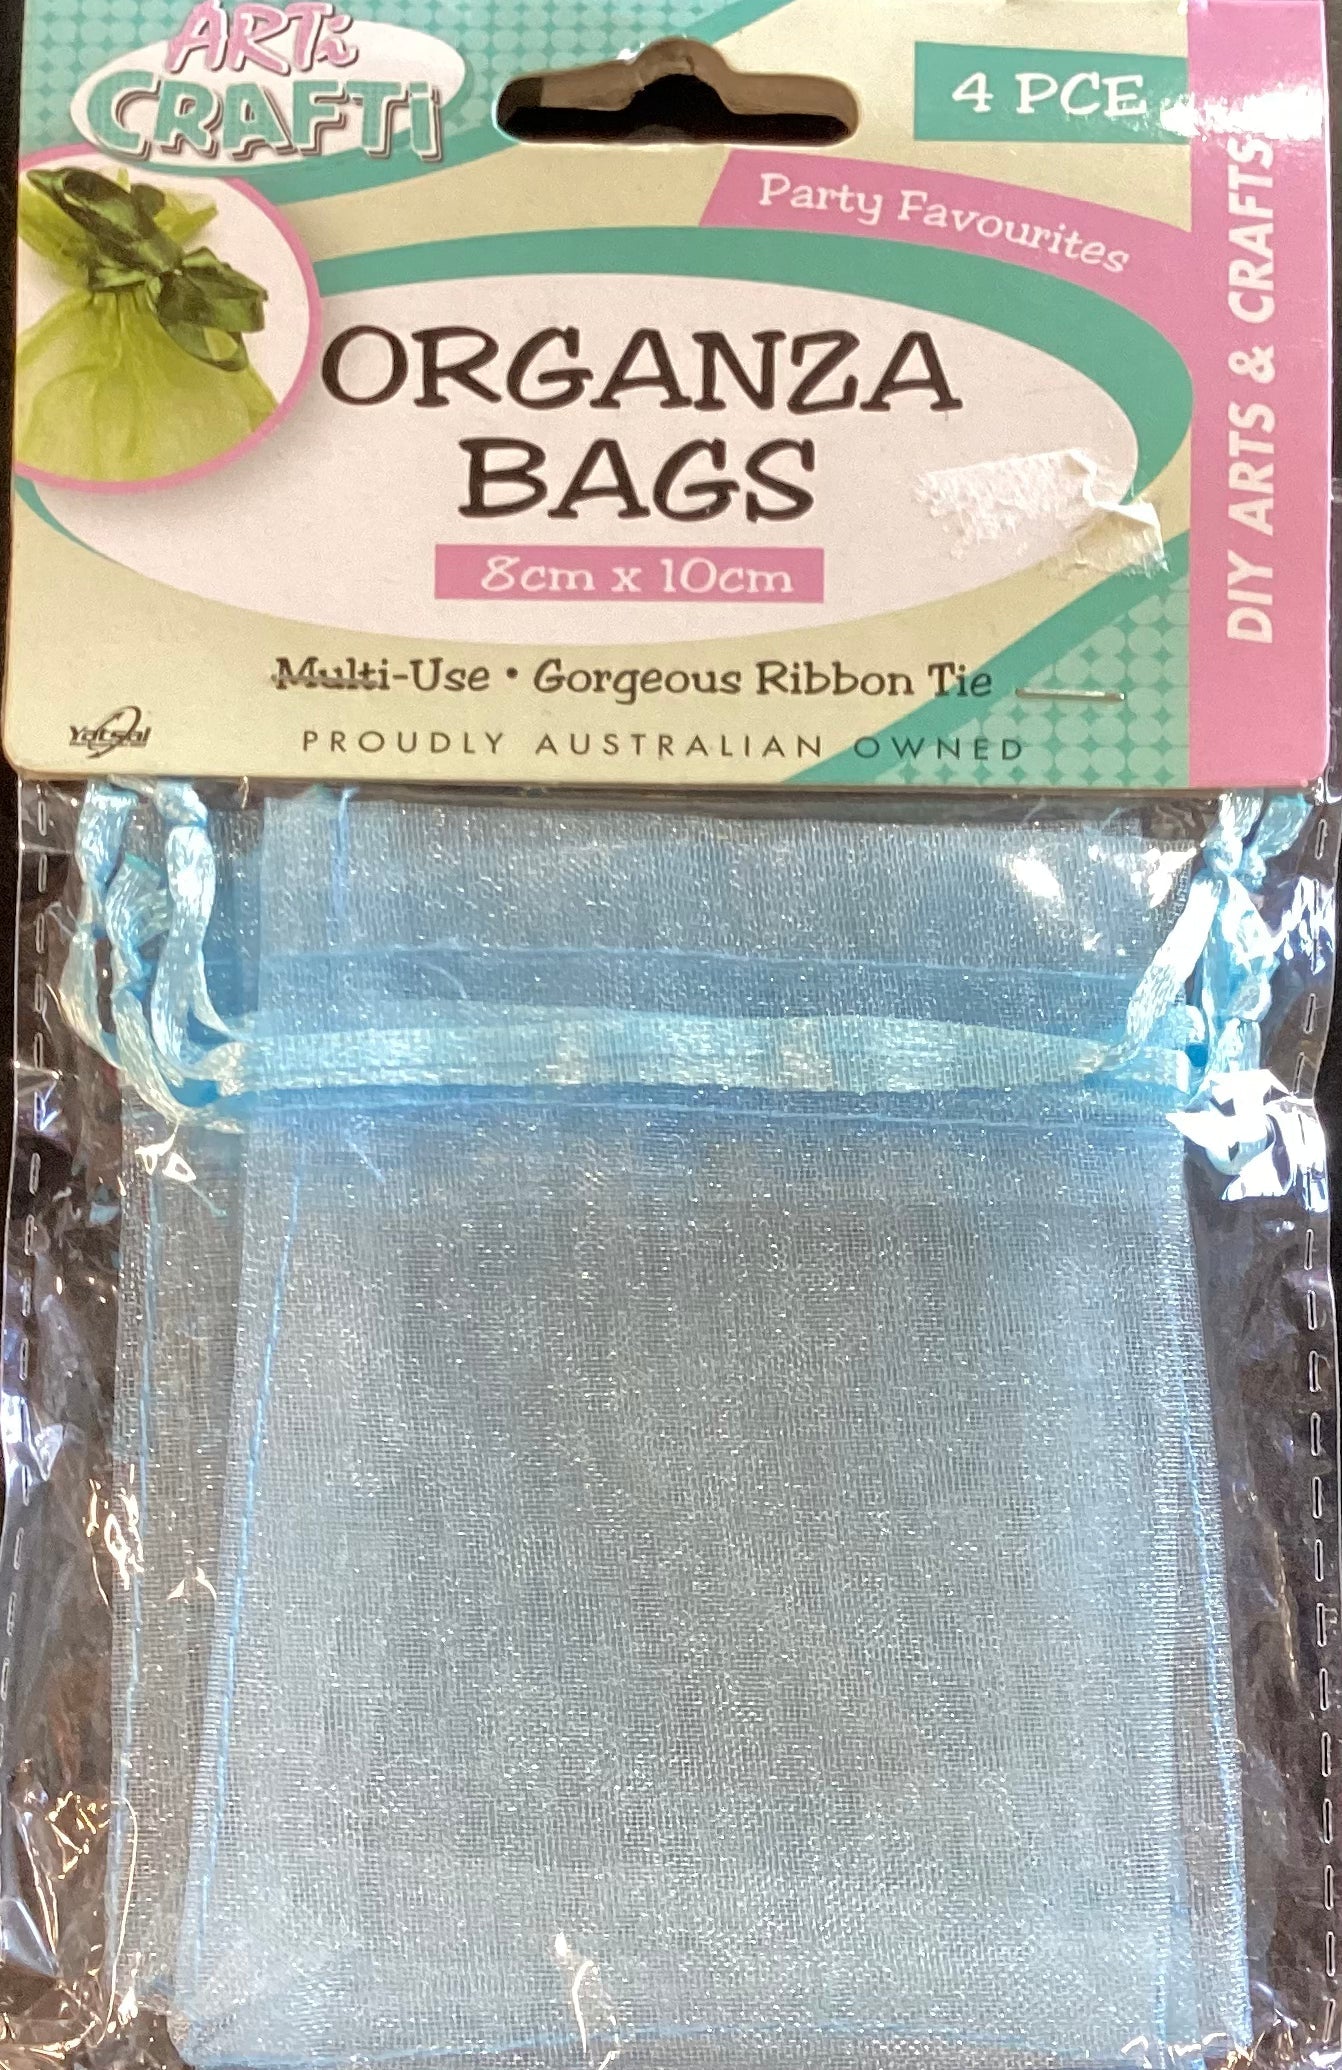 ARTi
CRAFTi
4 PCE
Party Favourites
ORGANZA
BAGS
8cm x 10cm
Multi-Use • Gorgeous Ribbon Tie
Yatsal
PROUDLY AUSTRALIAN OWNED
DIY ARTS & CRAFTS